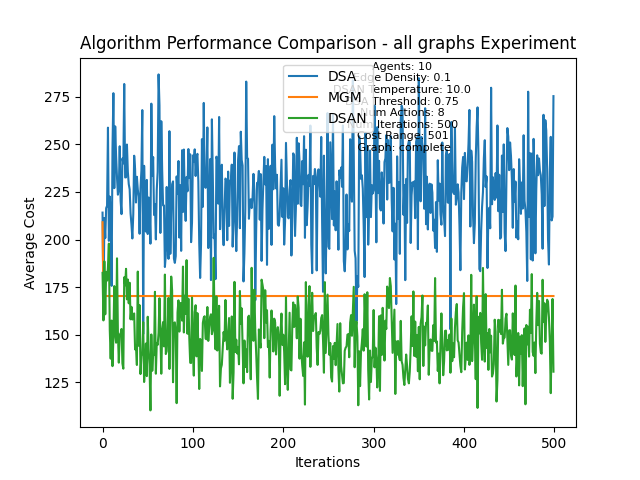 Algorithm Performance Comparison - all graphs Experiment
Average Cost
275
250
225
200
175
150
125
DSA
MGM
DSAN
Agents: 10
Edge Density: 0.1
Temperature: 10.0
Threshold: 0.75
Num Actions: 8
Num Iterations: 500
Cost Range: 501
Graph: complete
0
100
200
300
400
500
Iterations